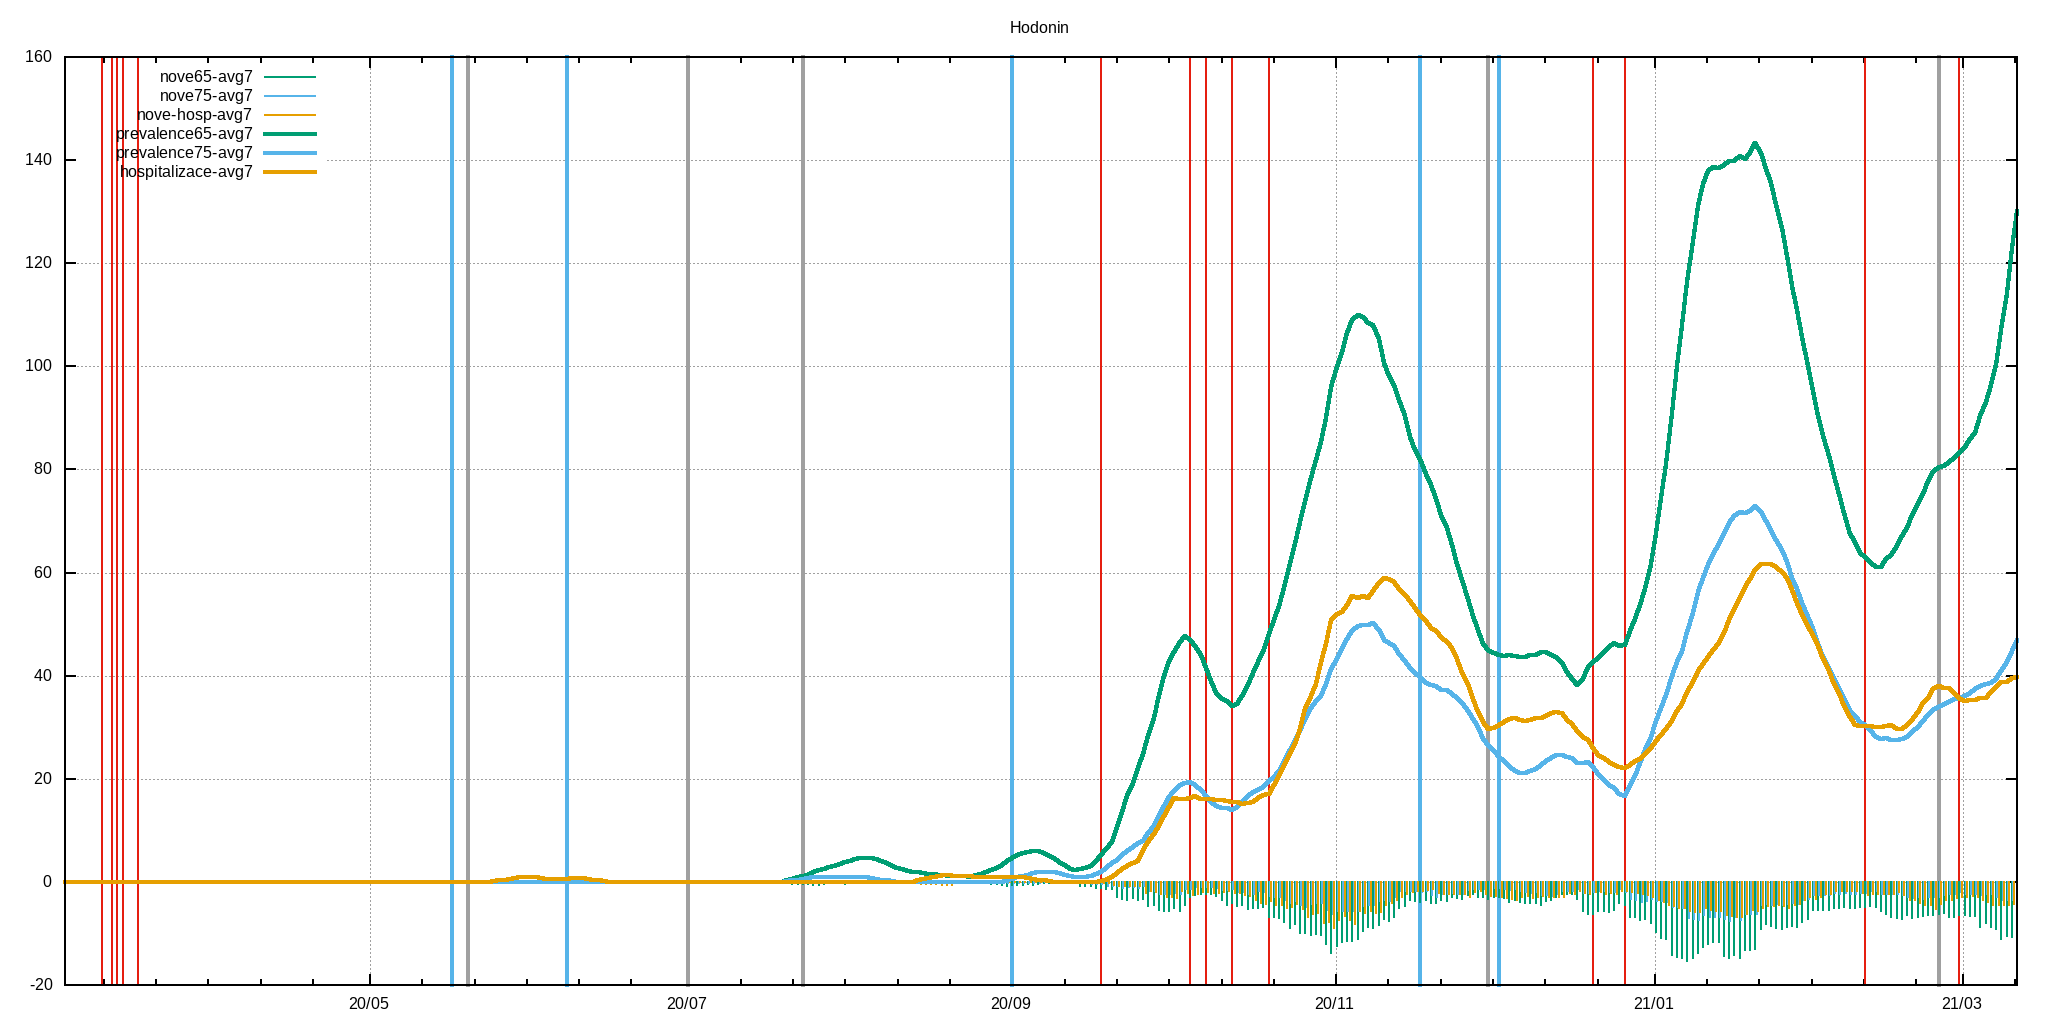 Hodonin
160
140
120
100
80
60
40
20
0
-20
nove65-avg7
nove75-avg7
nove-hosp-avg7
prevalence65-avg7
prevalence75-avg7
hospitalizace-avg7
20/05
20/07
20/09
20/11
21/01
21/03